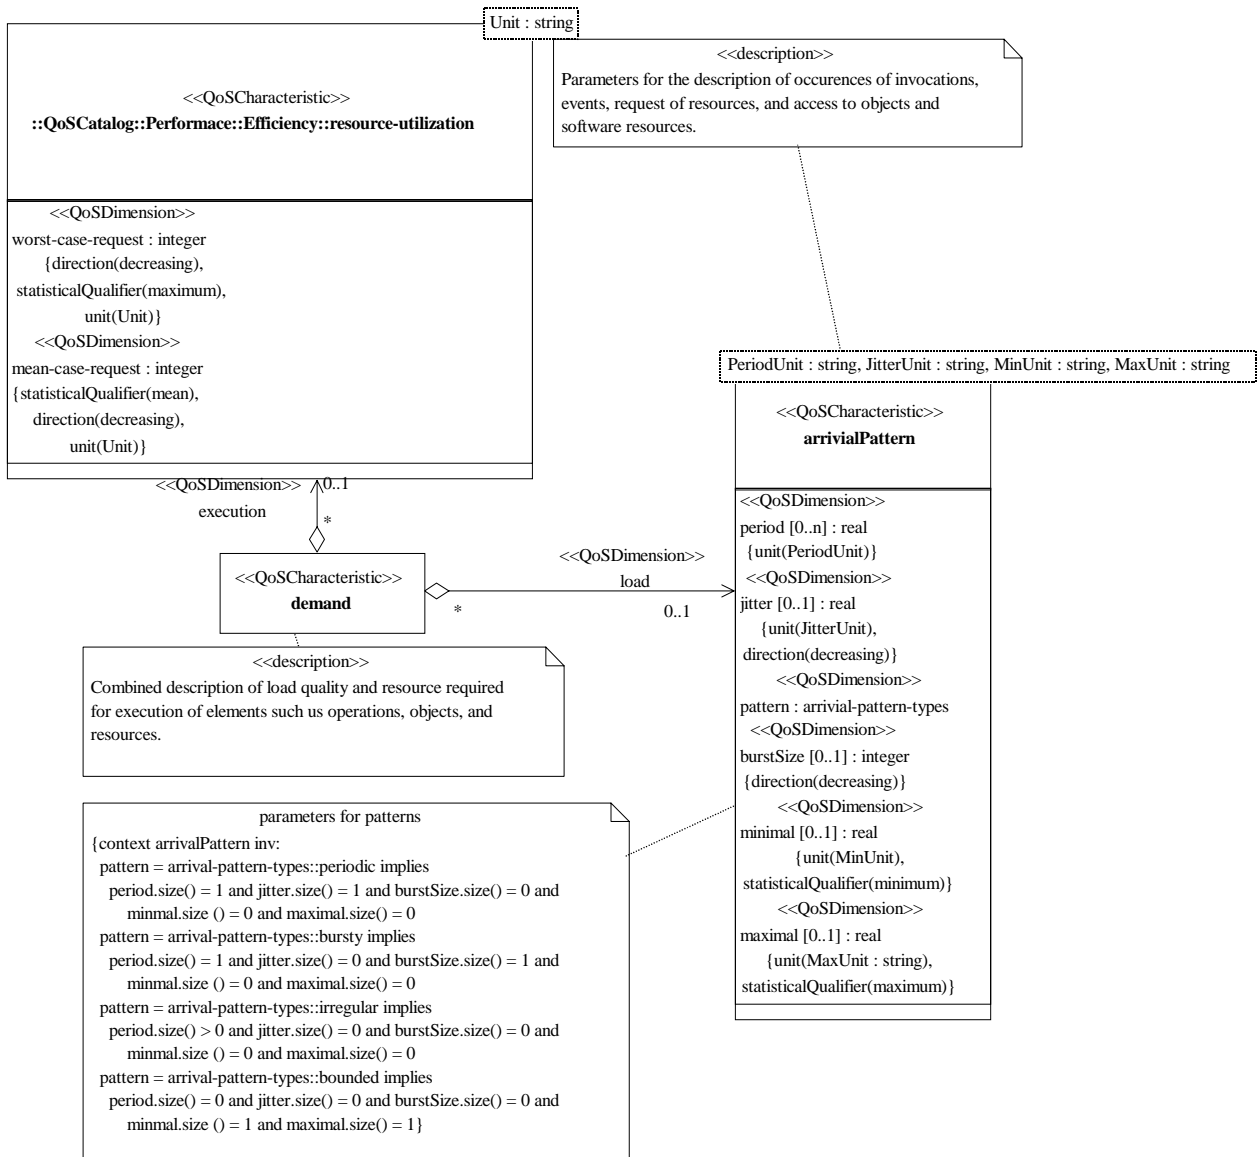 Unit : string
<<QoSCharacteristic>>
::QoSCatalog::Performace::Efficiency::resource-utilization
<<QoSDimension>>
worst-case-request : integer
{direction(decreasing),
statisticalQualifier(maximum),
unit(Unit)}
<<QoSDimension>>
mean-case-request : integer
{statisticalQualifier(mean),
direction(decreasing),
unit(Unit)}
<<description>>
Parameters for the description of occurences of invocations,
events, request of resources, and access to objects and
software resources.
<<QoSDimension>>
execution
0..1
*
<<QoSCharacteristic>>
demand
*
<<QoSDimension>>
load
0..1
<<description>>
Combined description of load quality and resource required
for execution of elements such us operations, objects, and
resources.
PeriodUnit : string, JitterUnit : string, MinUnit : string, MaxUnit : string
<<QoSCharacteristic>>
arrivialPattern
<<QoSDimension>>
period [0..n] : real
{unit(PeriodUnit)}
<<QoSDimension>>
jitter [0..1] : real
{unit(JitterUnit),
direction(decreasing)}
<<QoSDimension>>
pattern : arrivial-pattern-types
<<QoSDimension>>
burstSize [0..1] : integer
{direction(decreasing)}
<<QoSDimension>>
minimal [0..1] : real
{unit(MinUnit),
statisticalQualifier(minimum)}
<<QoSDimension>>
maximal [0..1] : real
{unit(MaxUnit : string),
statisticalQualifier(maximum)}
parameters for patterns
{context arrivalPattern inv:
pattern = arrival-pattern-types::periodic implies
period.size() = 1 and jitter.size() = 1 and burstSize.size() = 0 and
minmal.size () = 0 and maximal.size() = 0
pattern = arrival-pattern-types::bursty implies
period.size() = 1 and jitter.size() = 0 and burstSize.size() = 1 and
minmal.size () = 0 and maximal.size() = 0
pattern = arrival-pattern-types::irregular implies
period.size() > 0 and jitter.size() = 0 and burstSize.size() = 0 and
minmal.size () = 0 and maximal.size() = 0
pattern = arrival-pattern-types::bounded implies
period.size() = 0 and jitter.size() = 0 and burstSize.size() = 0 and
minmal.size () = 1 and maximal.size() = 1}